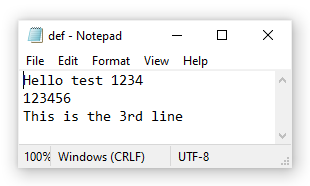 def - Notepad
File Edit Format View Help
Hello test 1234
123456
This is the 3rd line
100% Windows (CRLF) UTF-8